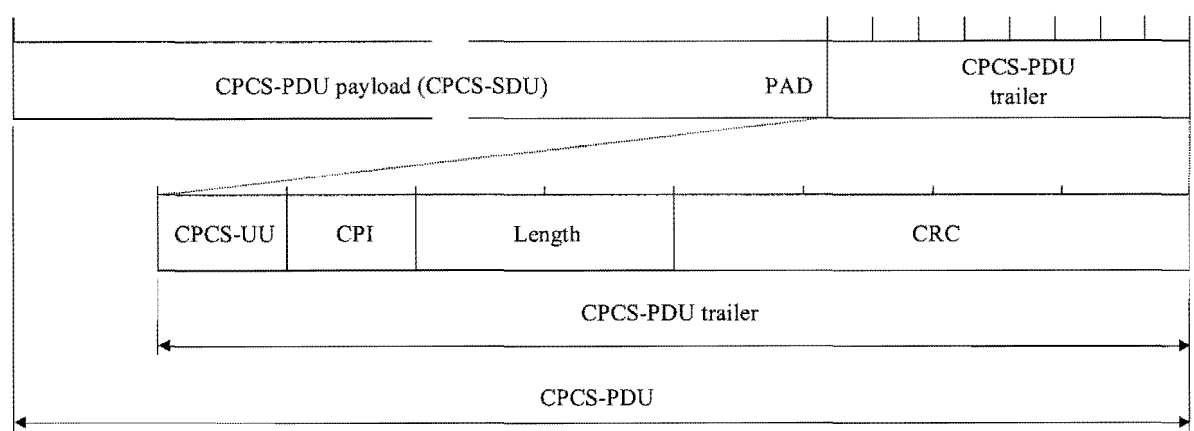 CPCS-PDU payload (CPCS-SDU) PAD CPCS-PDU
trailer
CPCS-UU CPI Length CRC
CPCS-PDU trailer
CPCS-PDU